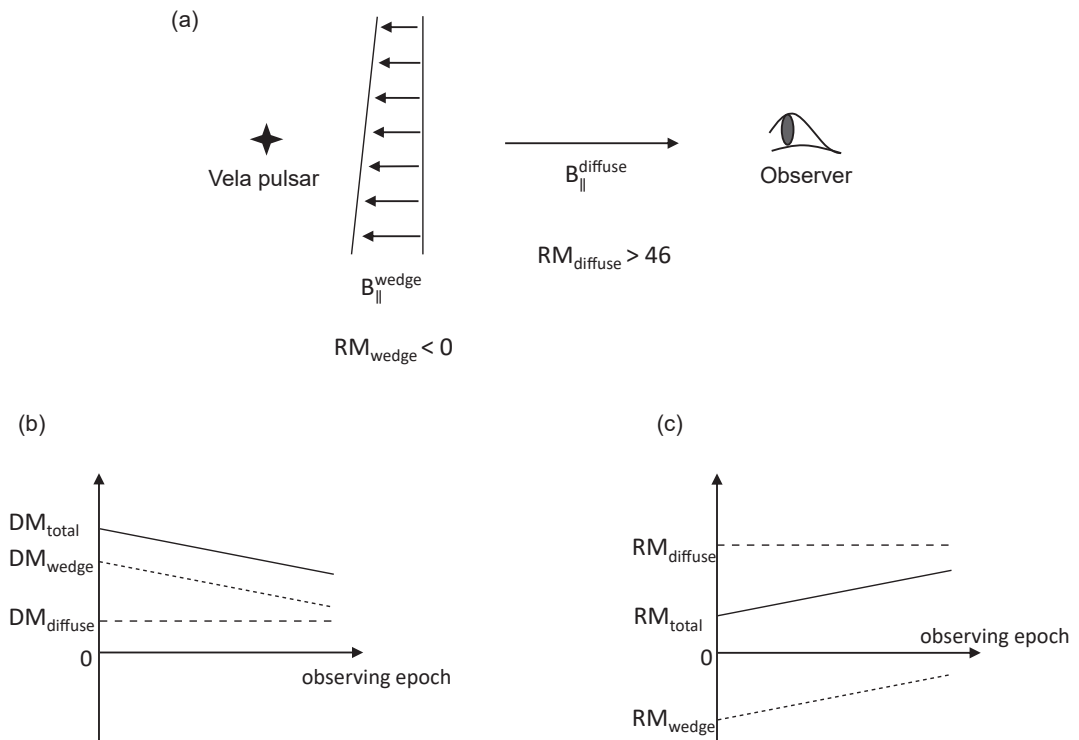 (a)
Vela pulsar
B∥^wedge
RM_wedge < 0
B∥^diffuse
RM_diffuse > 46
Observer
(b)
DM_total
DM_wedge
DM_diffuse
0
observing epoch
(c)
RM_diffuse
RM_total
observing epoch
0
RM_wedge